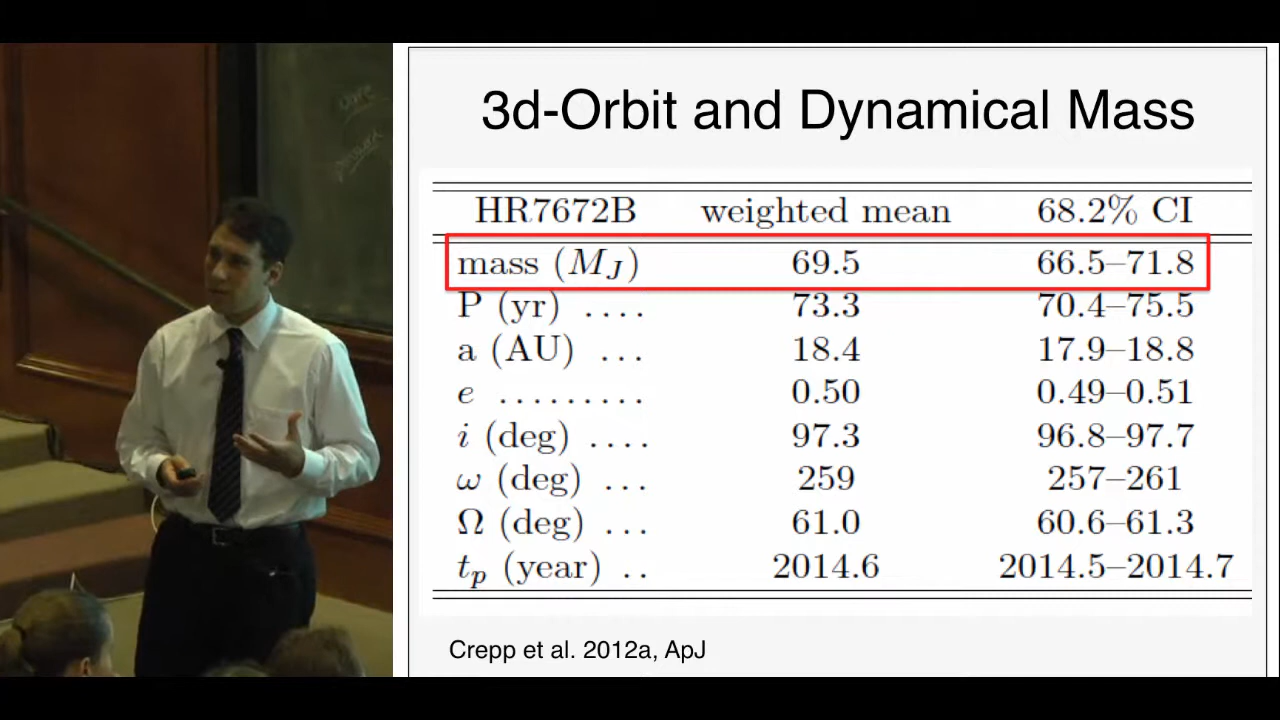 3d-Orbit and Dynamical Mass
HR7672B weighted mean 68.2% CI
mass (M_J) 69.5 66.5–71.8
P (yr) .... 73.3 70.4–75.5
a (AU) ... 18.4 17.9–18.8
e ......... 0.50 0.49–0.51
i (deg) .... 97.3 96.8–97.7
ω (deg) ... 259 257–261
Ω (deg) ... 61.0 60.6–61.3
t_p (year) .. 2014.6 2014.5–2014.7
Crepp et al. 2012a, ApJ